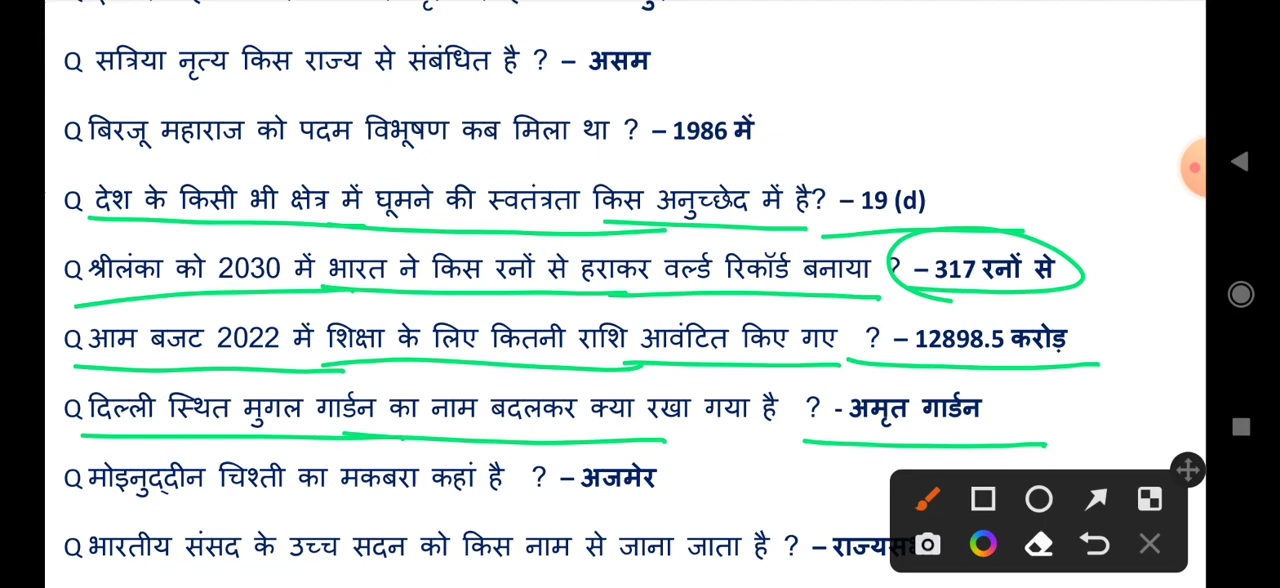 Q सत्रिया नृत्य किस राज्य से संबंधित है ? – असम
Q बिरजू महाराज को पदम विभूषण कब मिला था ? – 1986 में
Q देश के किसी भी क्षेत्र में घूमने की स्वतंत्रता किस अनुच्छेद में है? – 19 (d)
Q श्रीलंका को 2030 में भारत ने किस रनों से हराकर वर्ल्ड रिकॉर्ड बनाया ? – 317 रनों से
Q आम बजट 2022 में शिक्षा के लिए कितनी राशि आवंटित किए गए ? – 12898.5 करोड़
Q दिल्ली स्थित मुगल गार्डन का नाम बदलकर क्या रखा गया है ? - अमृत गार्डन
Q मोइनुद्दीन चिश्ती का मकबरा कहां है ? – अजमेर
Q भारतीय संसद के उच्च सदन को किस नाम से जाना जाता है ? –